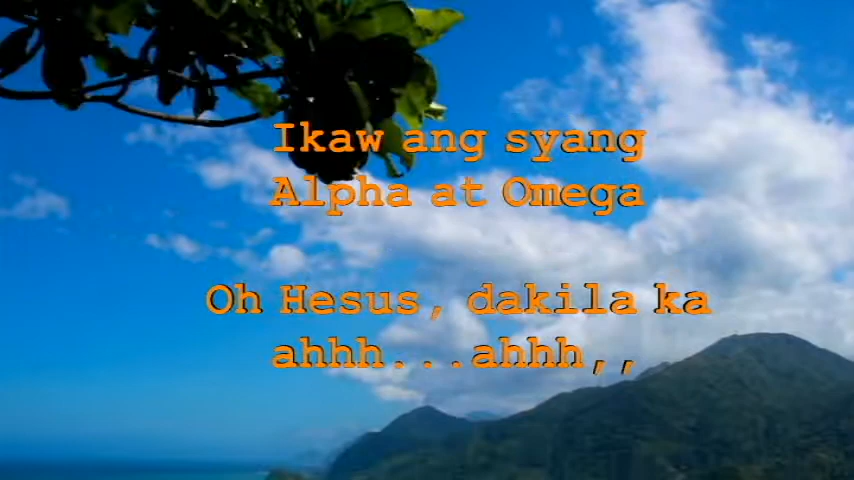 Ikaw ang syang
Alpha at Omega
Oh Hesus, dakila ka
ahhh...ahhh,,